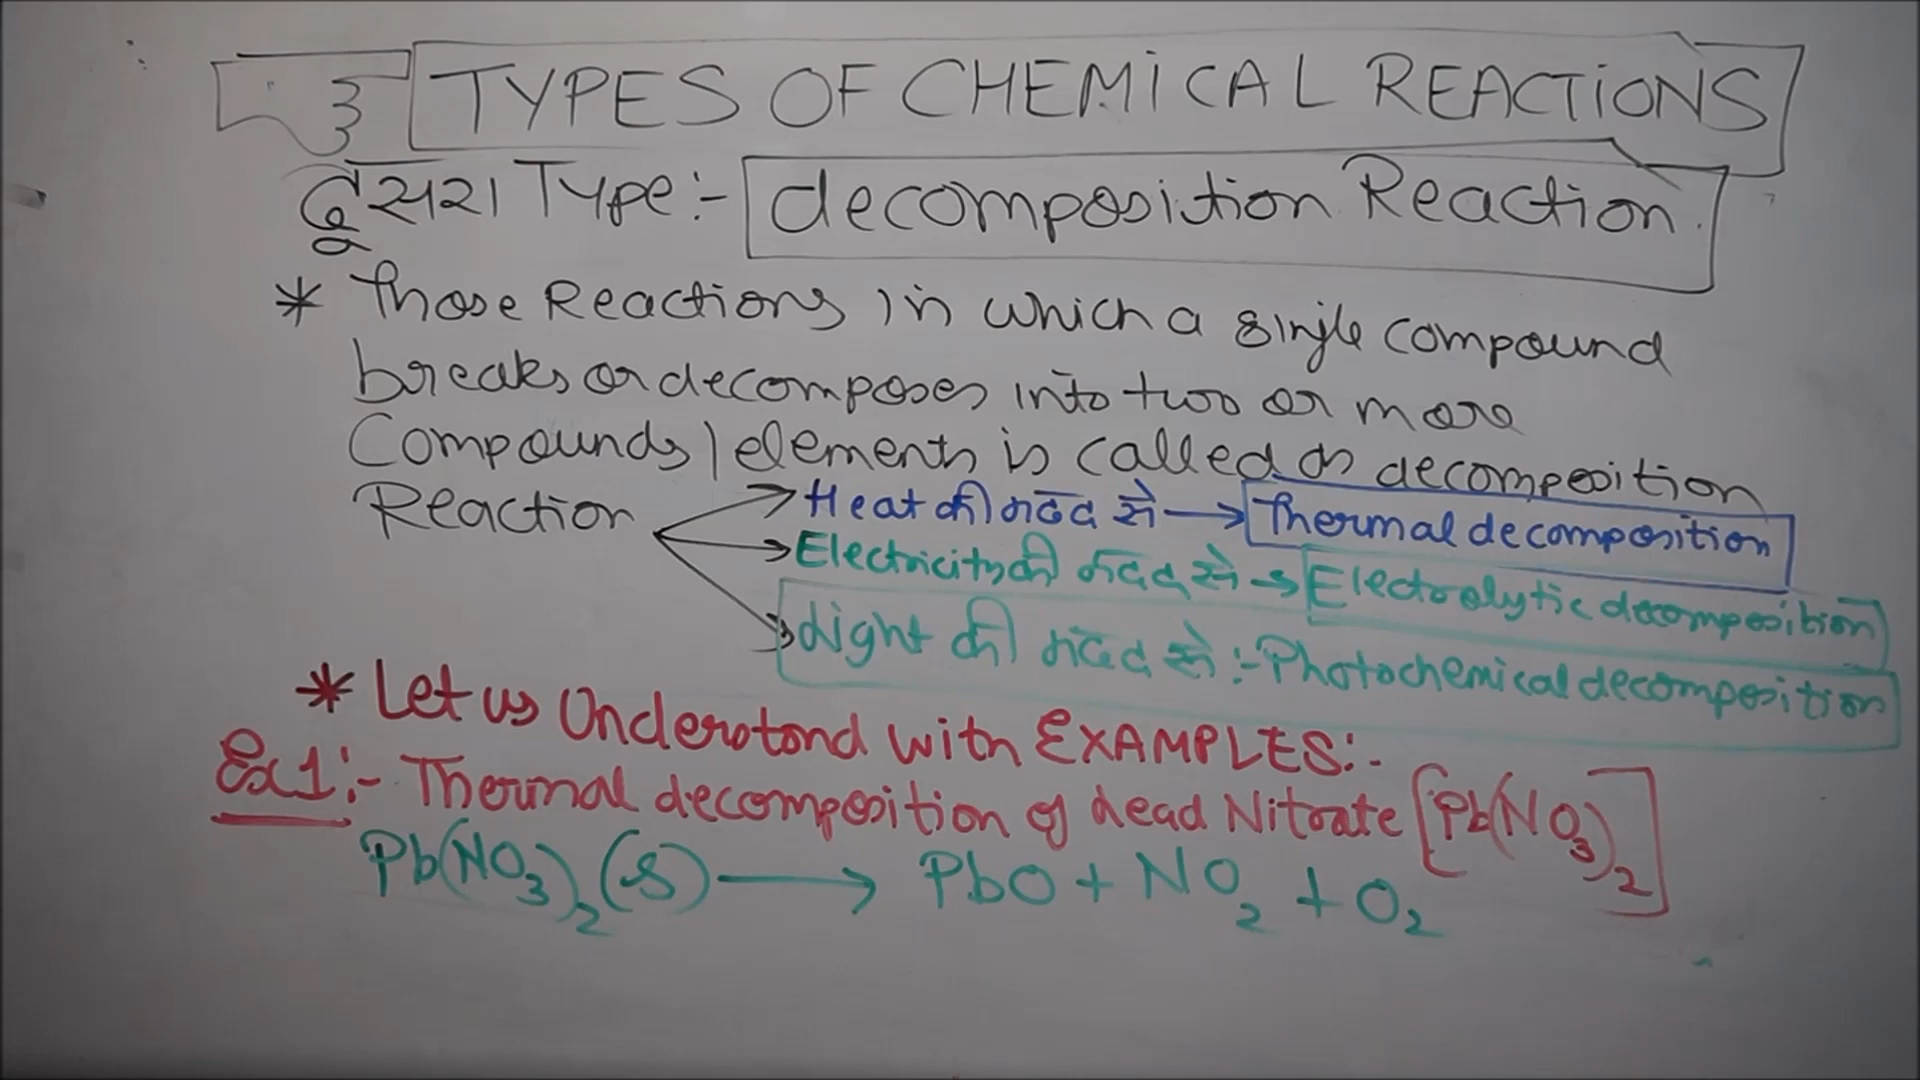 TYPES OF CHEMICAL REACTIONS
दूसरा Type:- decomposition Reaction.
* Those Reactions in which a single compound
breaks or decomposes into two or more
Compounds/elements is called as decomposition
Reaction
Heat की मदद से → Thermal decomposition
Electricity की मदद से → Electrolytic decomposition
Light की मदद से :- Photochemical decomposition
* Let us Understand with EXAMPLES:-
Ex1:- Thermal decomposition of Lead Nitrate [Pb(NO₃)₂]
Pb(NO₃)₂(s) → PbO + NO₂ + O₂